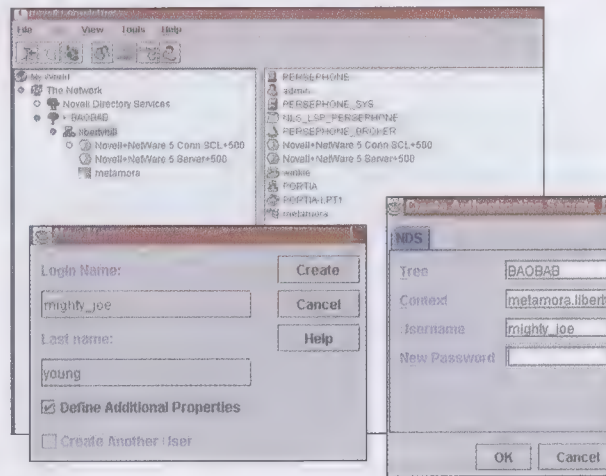 File View Tools Help
My World
The Network
Novell Directory Services
BAOBAB
libertyhill
Novell+NetWare 5 Conn SCL+500
Novell+NetWare 5 Server+500
metamora
PERSEPHONE
admin
PERSEPHONE_SYS
NLS_LSP_PERSEPHONE
PERSEPHONE_BROKER
Novell+NetWare 5 Conn SCL+500
Novell+NetWare 5 Server+500
winkie
PORTIA
PORTIA-LPT1
metamora
Login Name:
mighty_joe
Last name:
young
Define Additional Properties
Create Another User
Create
Cancel
Help
NDS
Tree BAOBAB
Context metamora.libert
Username mighty_joe
New Password
OK Cancel